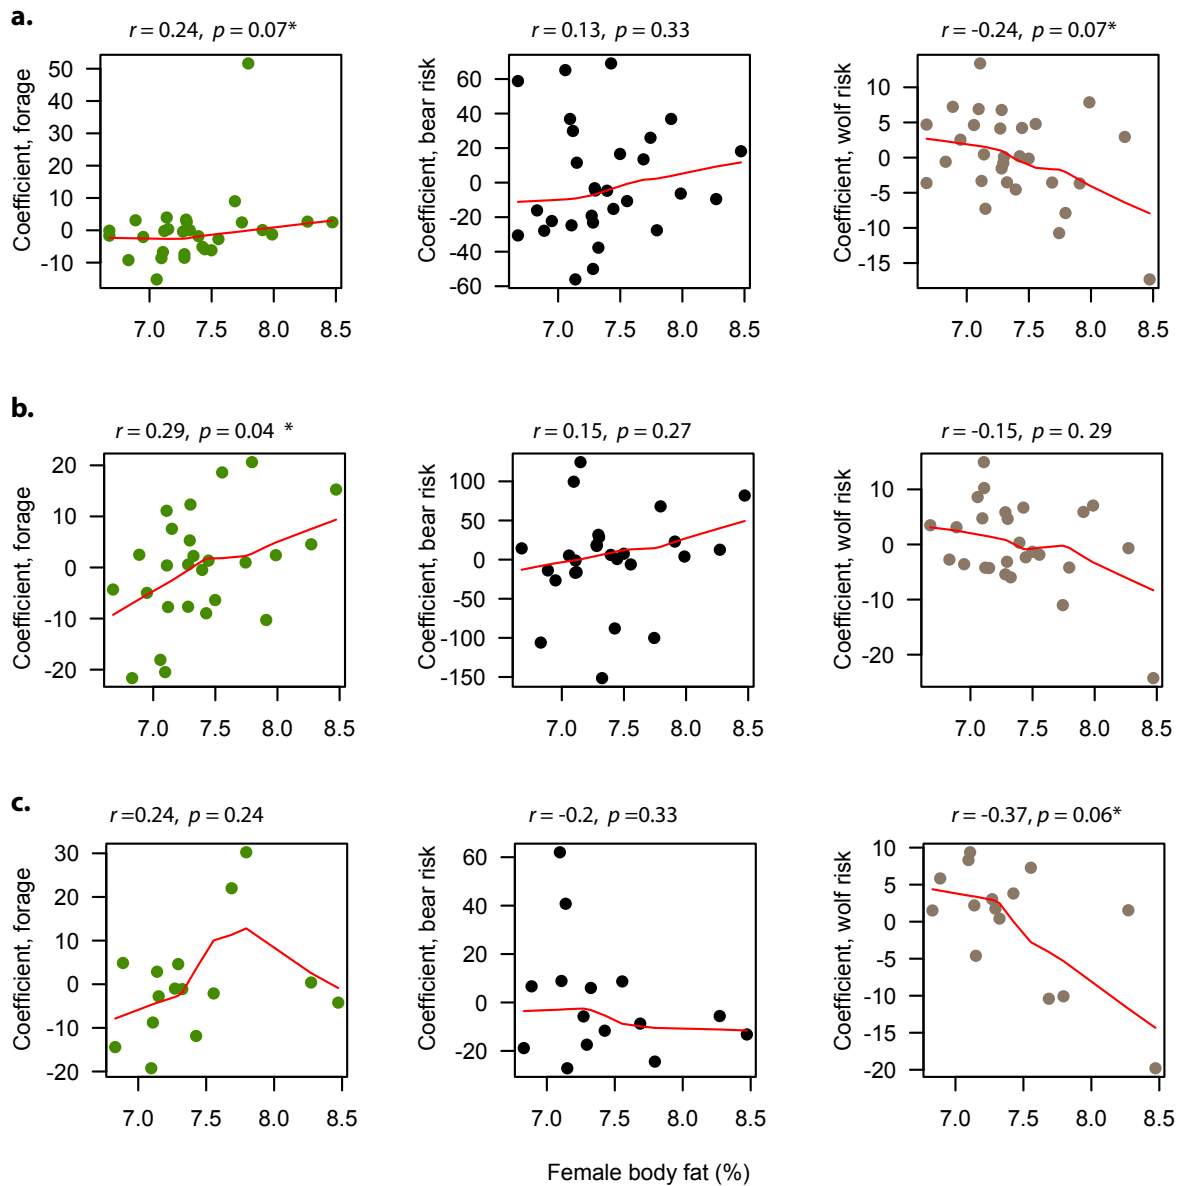 a.
r = 0.24, p = 0.07*
r = 0.13, p = 0.33
r = -0.24, p = 0.07*
Coefficient, forage
50
40
30
20
10
0
-10
7.0 7.5 8.0 8.5
Coefficient, bear risk
60
40
20
0
-20
-40
-60
7.0 7.5 8.0 8.5
Coefficient, wolf risk
10
5
0
-5
-10
-15
7.0 7.5 8.0 8.5
b.
r = 0.29, p = 0.04 *
r = 0.15, p = 0.27
r = -0.15, p = 0. 29
Coefficient, forage
20
10
0
-10
-20
7.0 7.5 8.0 8.5
Coefficient, bear risk
100
50
0
-50
-100
-150
7.0 7.5 8.0 8.5
Coefficient, wolf risk
10
0
-10
-20
7.0 7.5 8.0 8.5
c.
r =0.24, p = 0.24
r = -0.2, p =0.33
r = -0.37, p = 0.06*
Coefficient, forage
30
20
10
0
-10
-20
7.0 7.5 8.0 8.5
Coefficient, bear risk
60
40
20
0
-20
7.0 7.5 8.0 8.5
Coefficient, wolf risk
10
5
0
-5
-10
-15
-20
7.0 7.5 8.0 8.5
Female body fat (%)